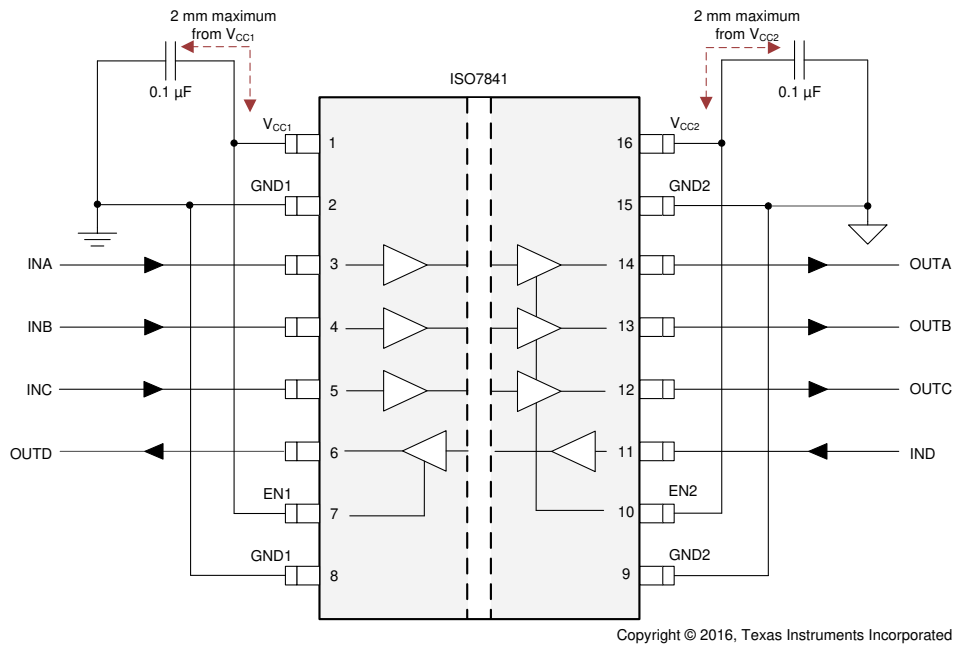 2 mm maximum
from VCC1
2 mm maximum
from VCC2
0.1 µF
0.1 µF
ISO7841
VCC1
1
16
VCC2
GND1
2
15
GND2
INA
3
14
OUTA
INB
4
13
OUTB
INC
5
12
OUTC
OUTD
6
11
IND
EN1
7
10
EN2
GND1
8
9
GND2
Copyright © 2016, Texas Instruments Incorporated